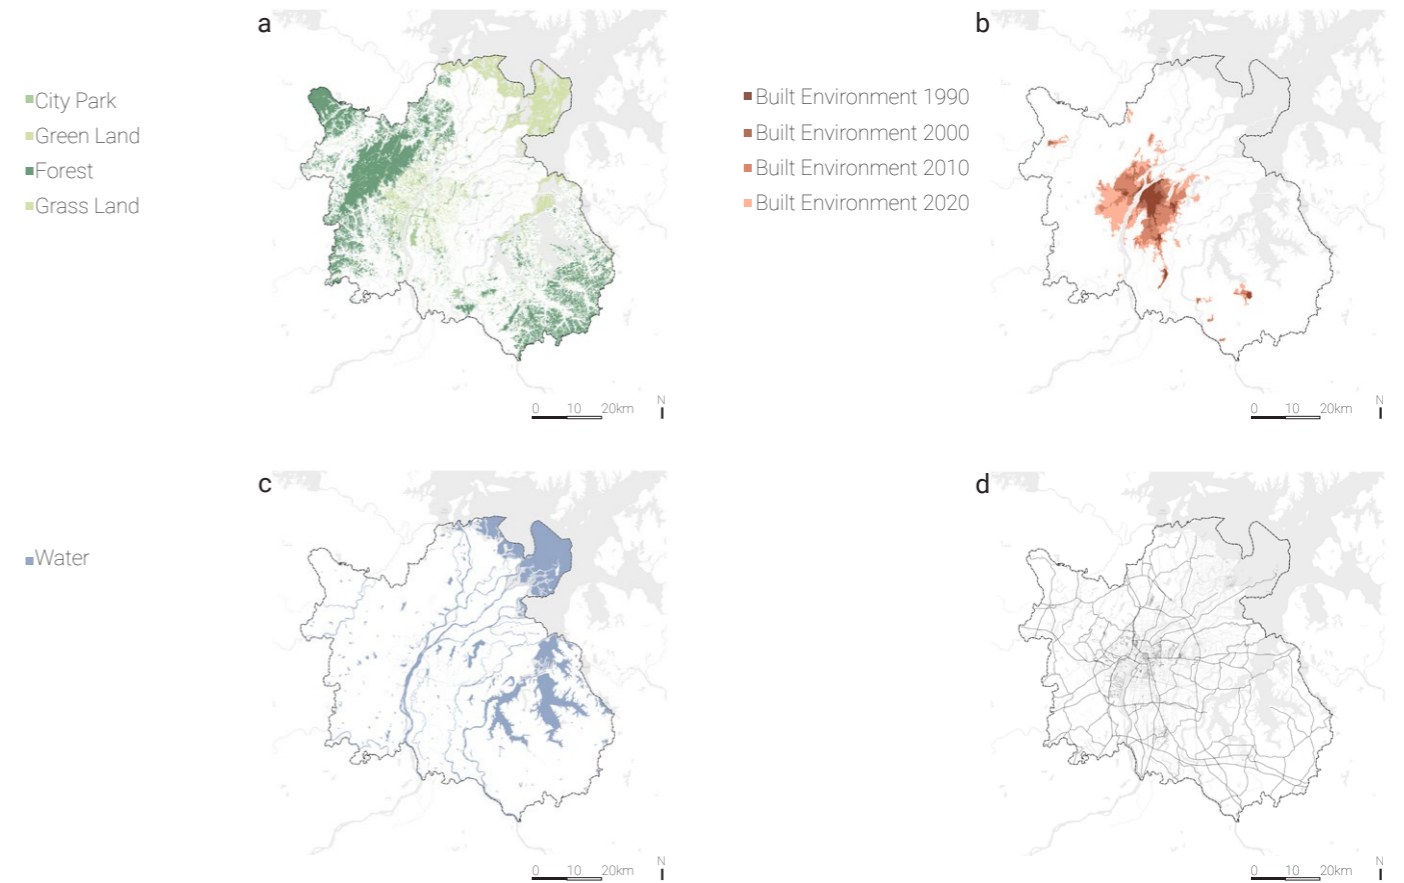 a
City Park
Green Land
Forest
Grass Land
0 10 20km
N
b
Built Environment 1990
Built Environment 2000
Built Environment 2010
Built Environment 2020
0 10 20km
N
c
Water
0 10 20km
N
d
0 10 20km
N